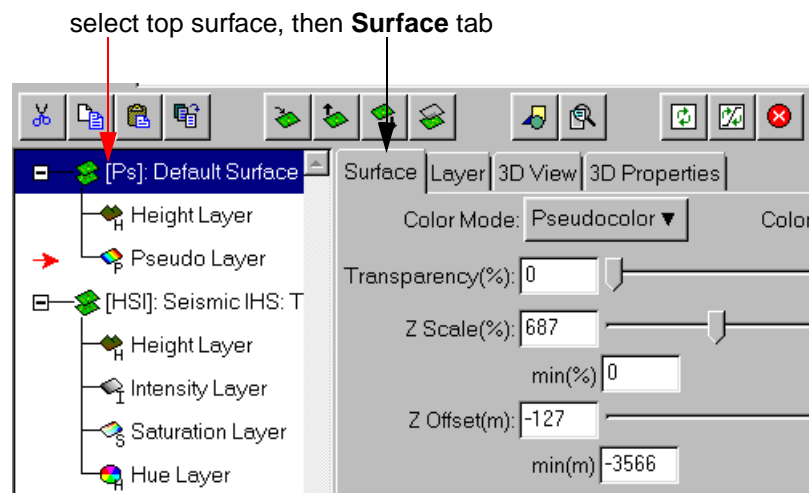 select top surface, then Surface tab
[Ps]: Default Surface
Height Layer
H
Pseudo Layer
P
[HSI]: Seismic IHS: T
Height Layer
H
Intensity Layer
I
Saturation Layer
S
Hue Layer
H
Surface Layer 3D View 3D Properties
Color Mode: Pseudocolor Color
Transparency(%): 0
Z Scale(%): 687
min(%) 0
Z Offset(m): -127
min(m) -3566